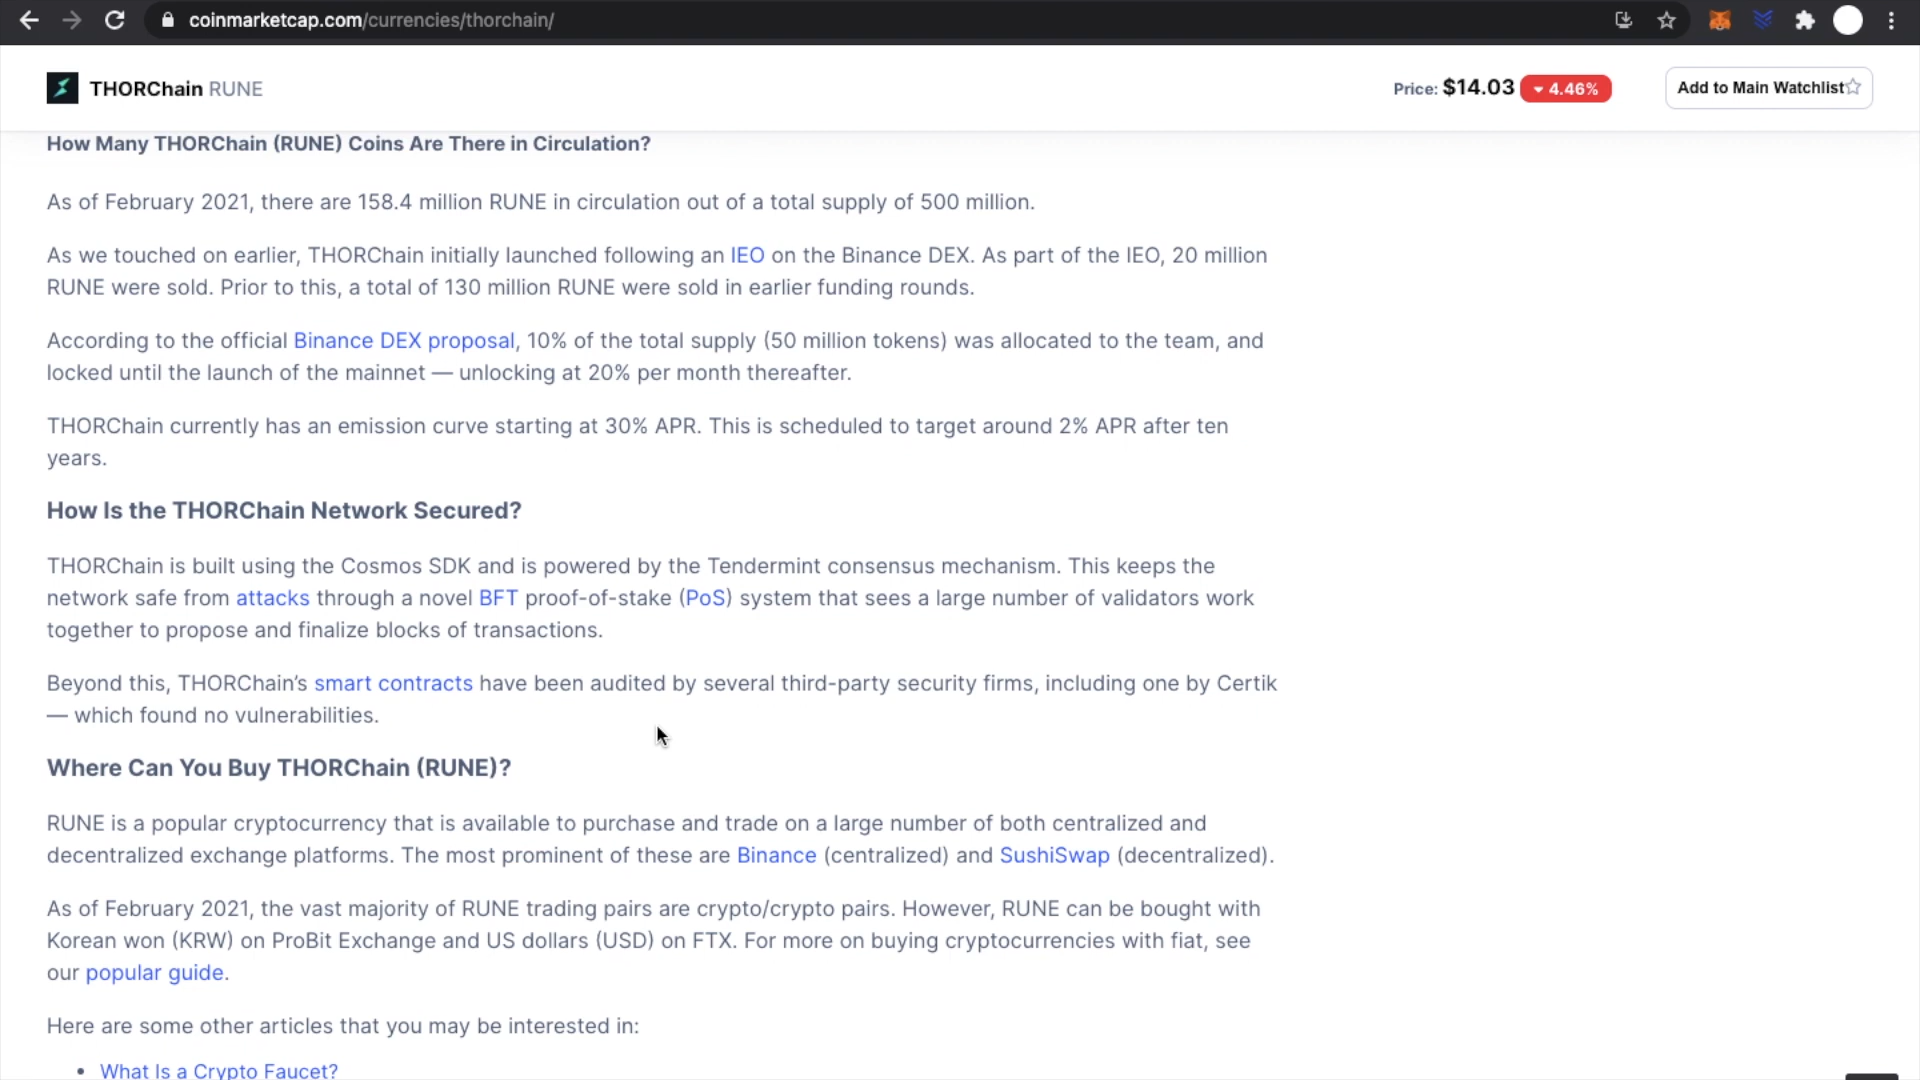 coinmarketcap.com/currencies/thorchain/
THORChain RUNE
Price: $14.03 4.46%
Add to Main Watchlist
How Many THORChain (RUNE) Coins Are There in Circulation?
As of February 2021, there are 158.4 million RUNE in circulation out of a total supply of 500 million.
As we touched on earlier, THORChain initially launched following an IEO on the Binance DEX. As part of the IEO, 20 million
RUNE were sold. Prior to this, a total of 130 million RUNE were sold in earlier funding rounds.
According to the official Binance DEX proposal, 10% of the total supply (50 million tokens) was allocated to the team, and
locked until the launch of the mainnet — unlocking at 20% per month thereafter.
THORChain currently has an emission curve starting at 30% APR. This is scheduled to target around 2% APR after ten
years.
How Is the THORChain Network Secured?
THORChain is built using the Cosmos SDK and is powered by the Tendermint consensus mechanism. This keeps the
network safe from attacks through a novel BFT proof-of-stake (PoS) system that sees a large number of validators work
together to propose and finalize blocks of transactions.
Beyond this, THORChain’s smart contracts have been audited by several third-party security firms, including one by Certik
— which found no vulnerabilities.
Where Can You Buy THORChain (RUNE)?
RUNE is a popular cryptocurrency that is available to purchase and trade on a large number of both centralized and
decentralized exchange platforms. The most prominent of these are Binance (centralized) and SushiSwap (decentralized).
As of February 2021, the vast majority of RUNE trading pairs are crypto/crypto pairs. However, RUNE can be bought with
Korean won (KRW) on ProBit Exchange and US dollars (USD) on FTX. For more on buying cryptocurrencies with fiat, see
our popular guide.
Here are some other articles that you may be interested in:
• What Is a Crypto Faucet?